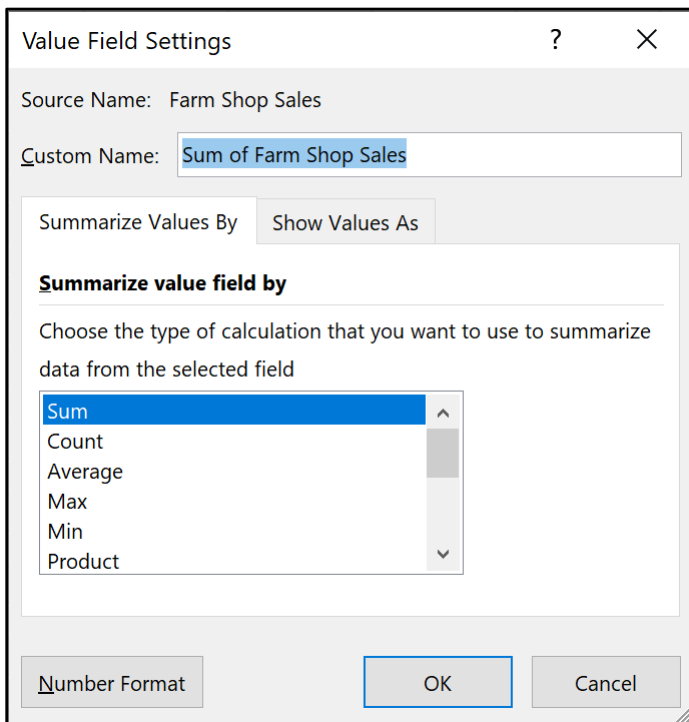 Value Field Settings ?
Source Name: Farm Shop Sales
Custom Name: Sum of Farm Shop Sales
Summarize Values By Show Values As
Summarize value field by
Choose the type of calculation that you want to use to summarize
data from the selected field
Sum
Count
Average
Max
Min
Product
Number Format OK Cancel